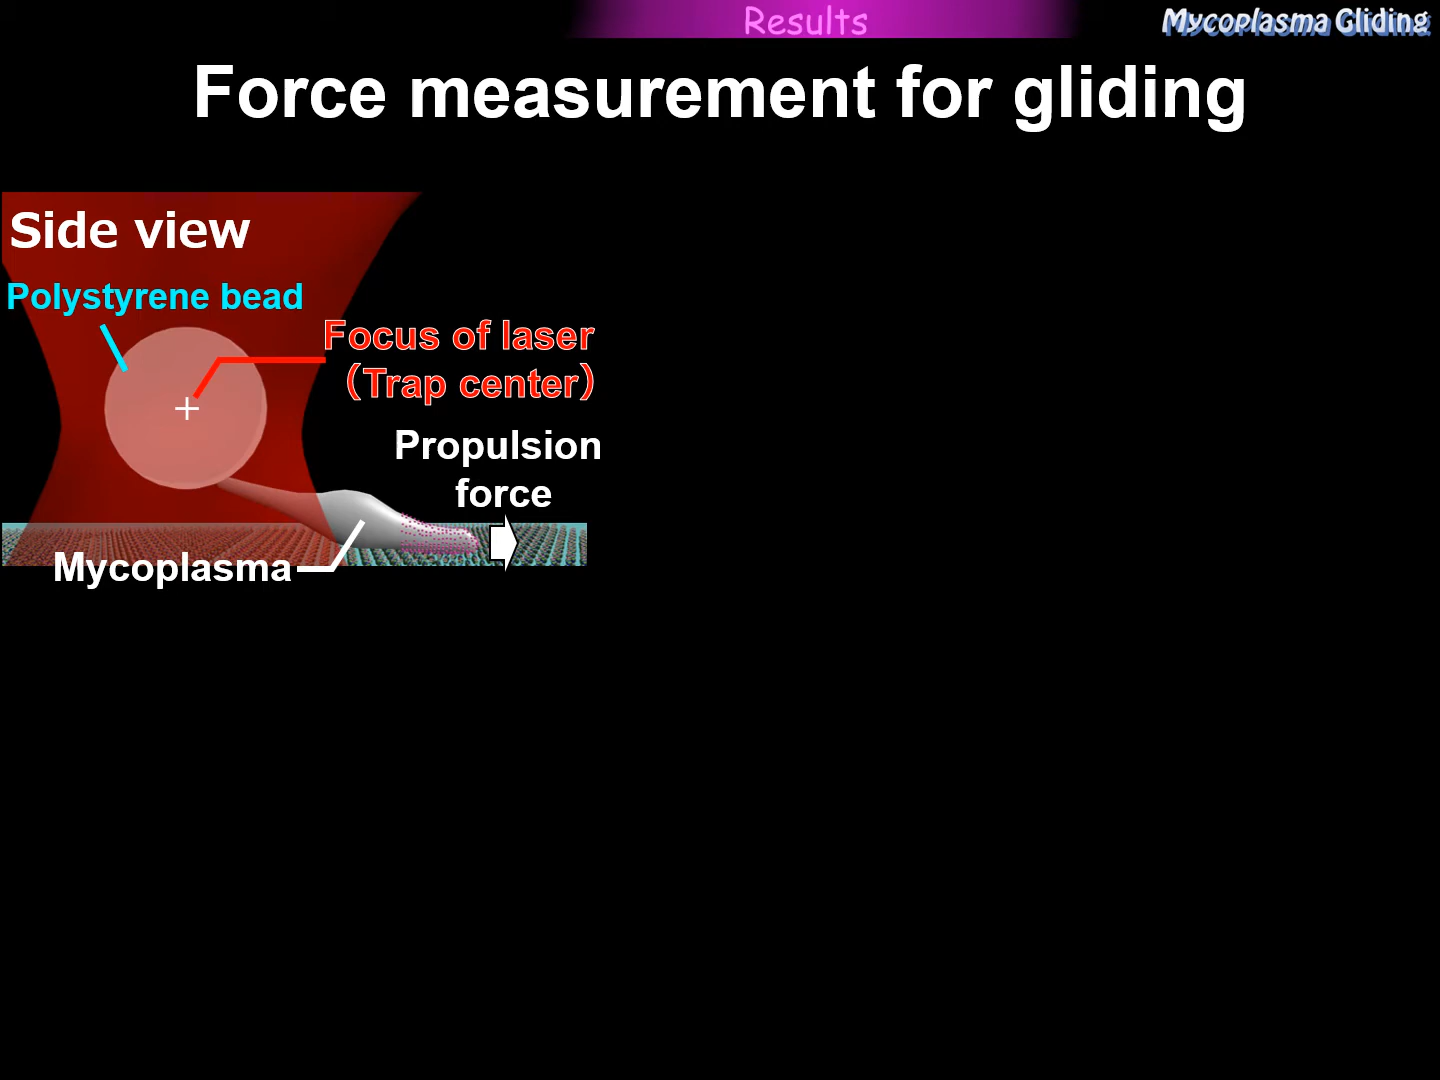 Results
Mycoplasma Gliding
Force measurement for gliding
Side view
Polystyrene bead
Focus of laser
（Trap center）
Propulsion
force
Mycoplasma